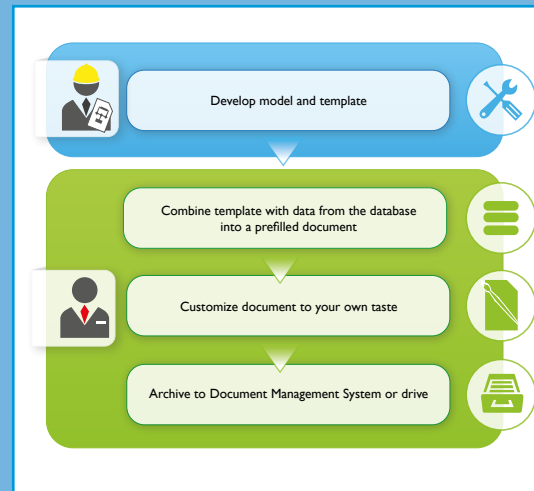 Develop model and template
Combine template with data from the database
into a prefilled document
Customize document to your own taste
Archive to Document Management System or drive